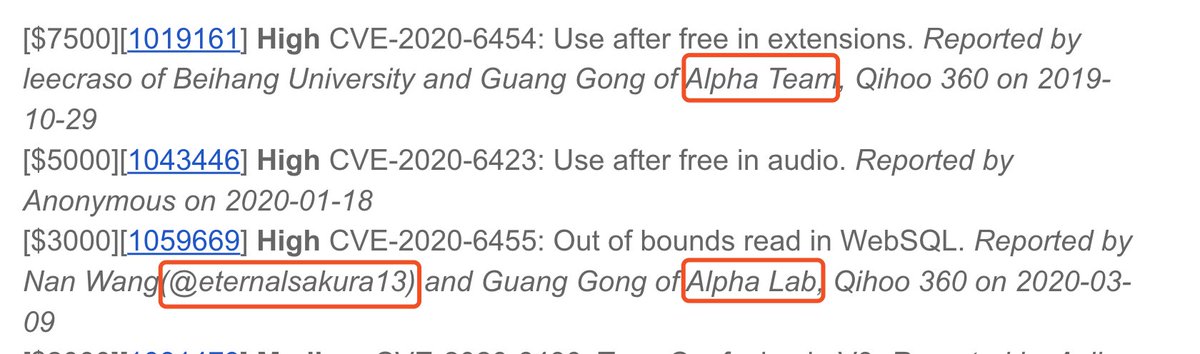 [$7500][1019161] High CVE-2020-6454: Use after free in extensions. Reported by
leecraso of Beihang University and Guang Gong of Alpha Team, Qihoo 360 on 2019-
10-29
[$5000][1043446] High CVE-2020-6423: Use after free in audio. Reported by
Anonymous on 2020-01-18
[$3000][1059669] High CVE-2020-6455: Out of bounds read in WebSQL. Reported by
Nan Wang(@eternalsakura13) and Guang Gong of Alpha Lab, Qihoo 360 on 2020-03-
09